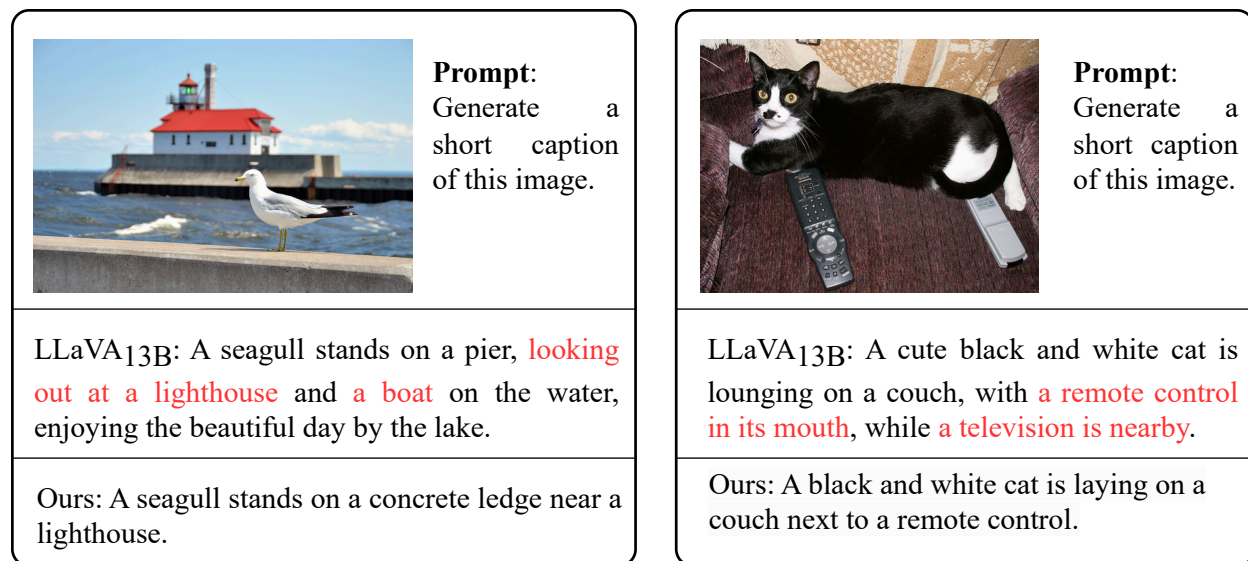 Prompt:
Generate a
short caption
of this image.
LLaVA13B: A seagull stands on a pier, looking
out at a lighthouse and a boat on the water,
enjoying the beautiful day by the lake.
Ours: A seagull stands on a concrete ledge near a
lighthouse.
Prompt:
Generate a
short caption
of this image.
LLaVA13B: A cute black and white cat is
lounging on a couch, with a remote control
in its mouth, while a television is nearby.
Ours: A black and white cat is laying on a
couch next to a remote control.